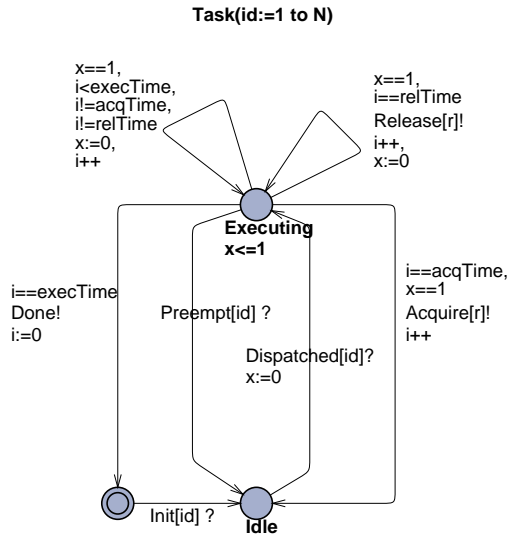 Task(id:=1 to N)
x==1,
i<execTime,
i!=acqTime,
i!=relTime
x:=0,
i++
x==1,
i==relTime
Release[r]!
i++,
x:=0
Executing
x<=1
i==execTime
Done!
i:=0
Preempt[id] ?
Dispatched[id]?
x:=0
i==acqTime,
x==1
Acquire[r]!
i++
Init[id] ?
Idle